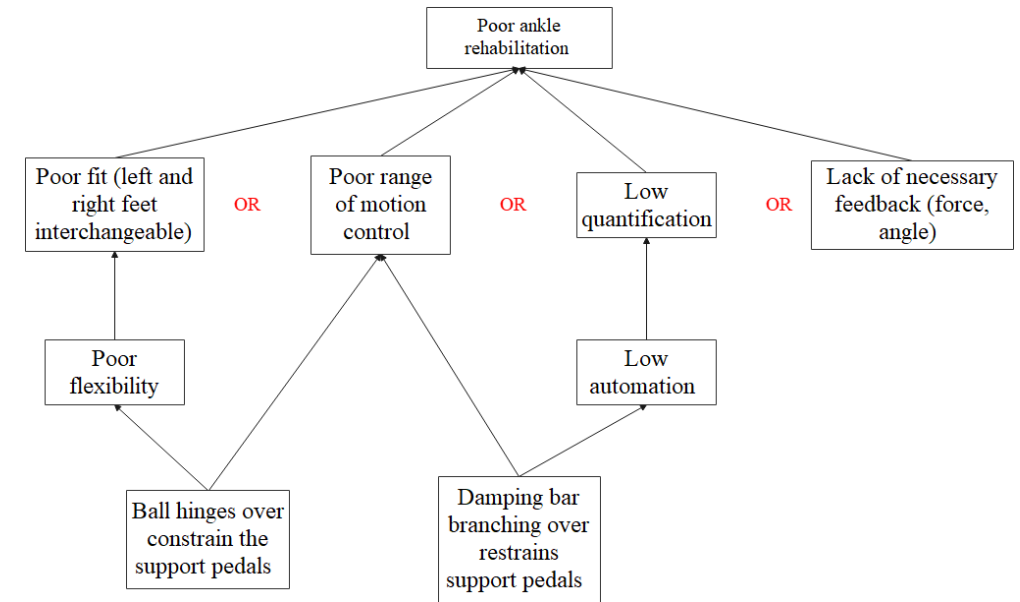 Poor ankle
rehabilitation
Poor fit (left and
right feet
interchangeable)
OR
Poor range
of motion
control
OR
Low
quantification
OR
Lack of necessary
feedback (force,
angle)
Poor
flexibility
Low
automation
Ball hinges over
constrain the
support pedals
Damping bar
branching over
restrains
support pedals